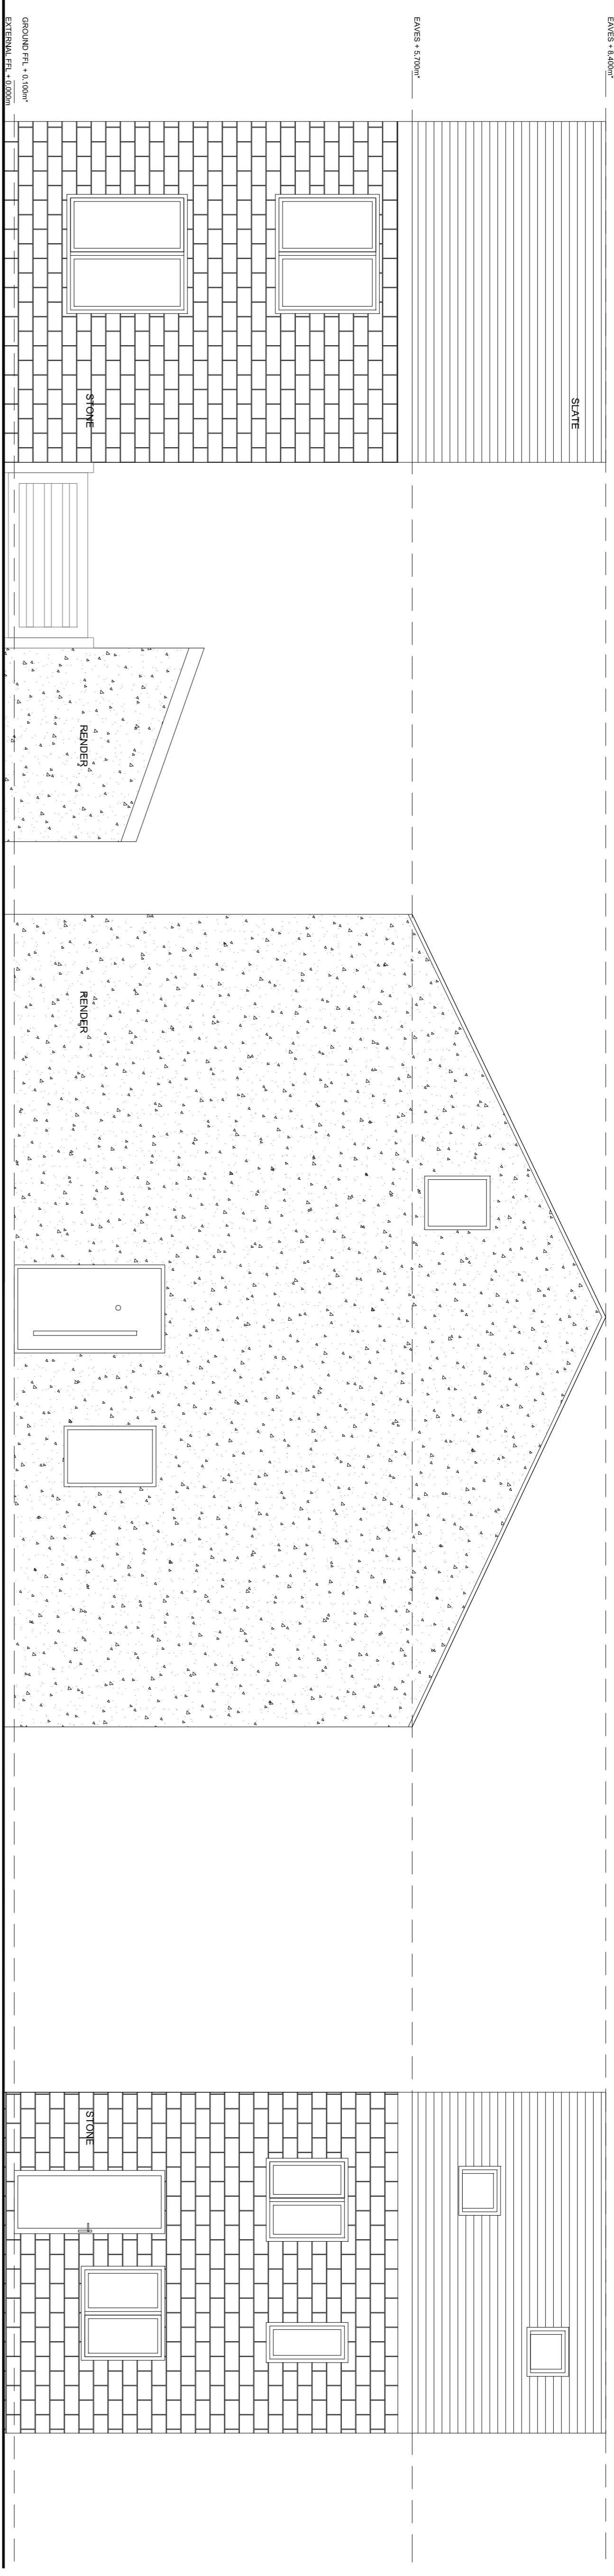 EAVES + 8.400m*
EAVES + 5.700m*
GROUND FFL + 0.100m*
EXTERNAL FFL + 0.000m
SLATE
STONE
RENDER
RENDER
STONE